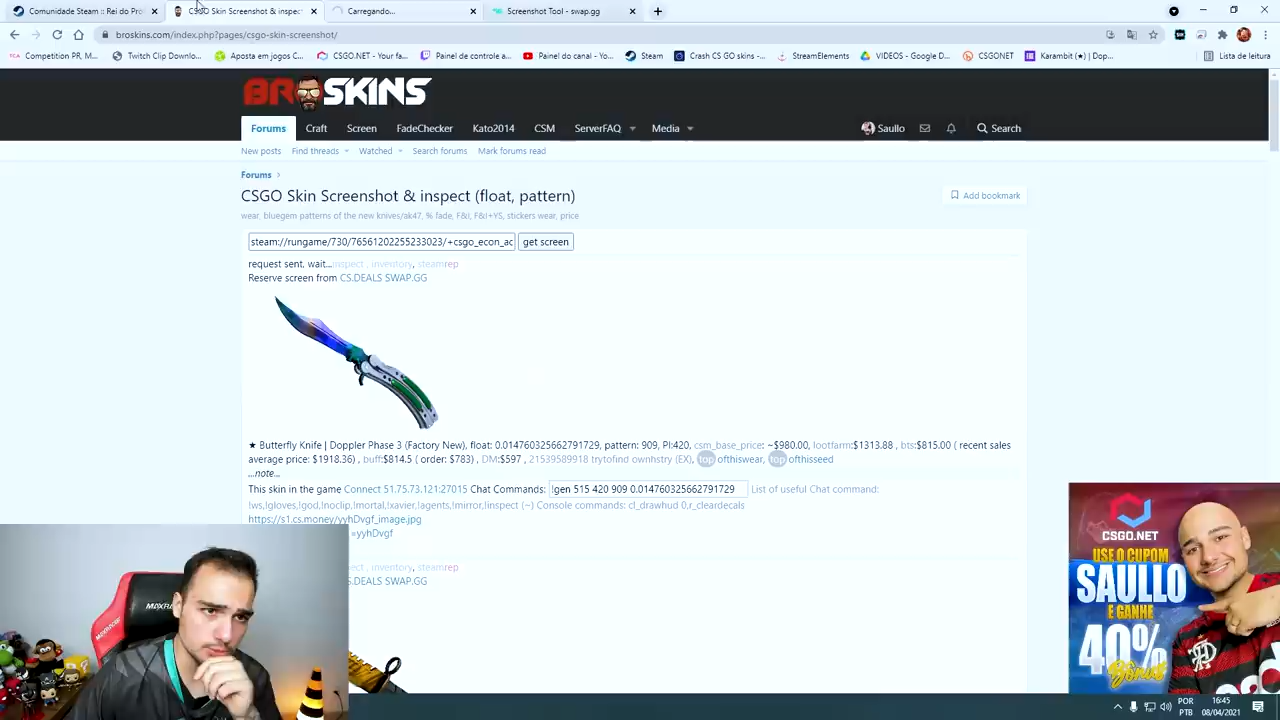 Comunidade Steam :: Rei do Pro
CSGO Skin Screenshot & inspec
Carregando...
Screenshot Tool - swap.gg
broskins.com/index.php?pages/csgo-skin-screenshot/
Competition PR, M...
Twitch Clip Downlo...
Aposta em jogos C...
CSGO.NET - Your fa...
Painel de controle a...
Painel do canal - Yo...
Steam
Crash CS GO skins -...
StreamElements
VIDEOS - Google D...
CSGONET
Karambit (★) | Dop...
Lista de leitura
BROSKINS
Forums
Craft
Screen
FadeChecker
Kato2014
CSM
ServerFAQ
Media
Saullo
Search
New posts
Find threads
Watched
Search forums
Mark forums read
Forums
CSGO Skin Screenshot & inspect (float, pattern)
Add bookmark
wear, bluegem patterns of the new knives/ak47, % fade, F&I, F&I+YS, stickers wear, price
steam://rungame/730/76561202255233023/+csgo_econ_ac
get screen
request sent, wait...inspect , inventory, steamrep
Reserve screen from CS.DEALS SWAP.GG
★ Butterfly Knife | Doppler Phase 3 (Factory New), float: 0.014760325662791729, pattern: 909, PI:420, csm_base_price: ~$980.00, lootfarm:$1313.88 , bts:$815.00 ( recent sales
average price: $1918.36) , buff:$814.5 ( order: $783) , DM:$597 , 21539589918 trytofind ownhstry (EX), top ofthiswear, top ofthisseed
...note...
This skin in the game Connect 51.75.73.121:27015 Chat Commands: !gen 515 420 909 0.014760325662791729 List of useful Chat command:
!ws,!gloves,!god,!noclip,!mortal,!xavier,!agents,!mirror,!inspect (~) Console commands: cl_drawhud 0,r_cleardecals
https://s1.cs.money/yyhDvgf_image.jpg
=yyhDvgf
ect , inventory, steamrep
S.DEALS SWAP.GG
CSGO.NET
USE O CUPOM
SAULLO
E GANHE
40%
Bônus
POR
PTB
16:45
08/04/2021